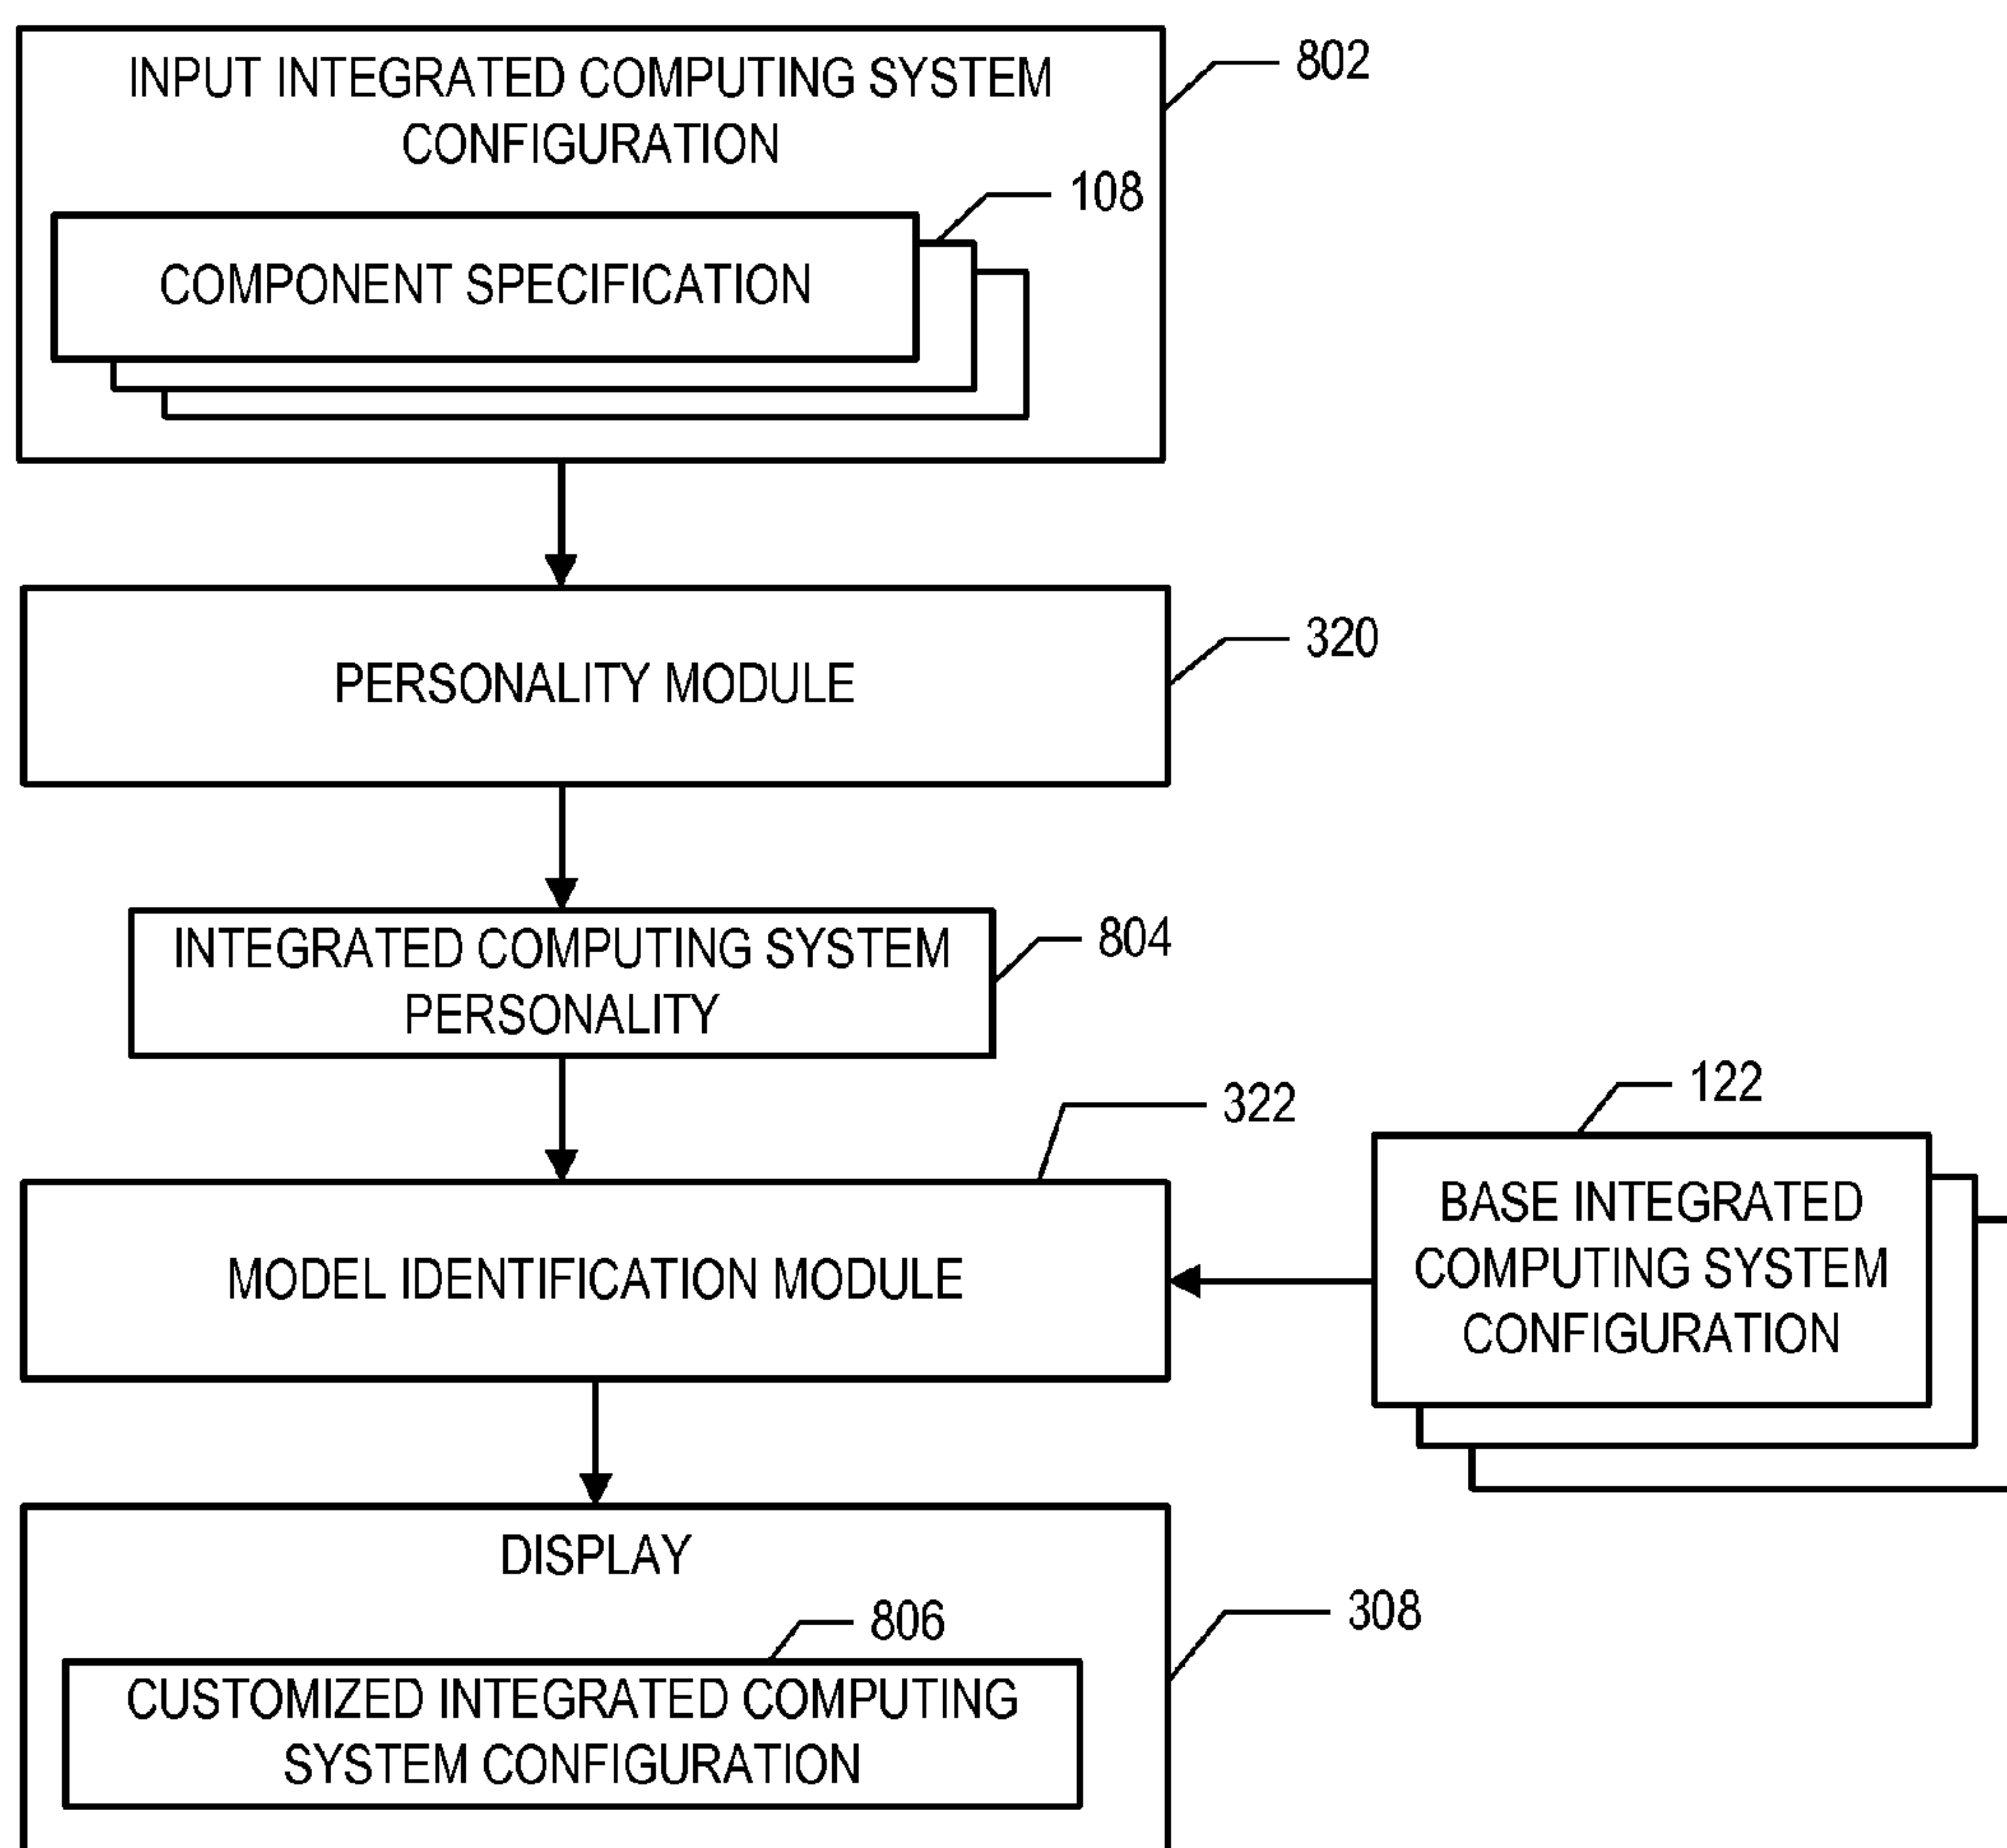 INPUT INTEGRATED COMPUTING SYSTEM
CONFIGURATION
802
108
COMPONENT SPECIFICATION
PERSONALITY MODULE
320
INTEGRATED COMPUTING SYSTEM
PERSONALITY
804
322
MODEL IDENTIFICATION MODULE
122
BASE INTEGRATED
COMPUTING SYSTEM
CONFIGURATION
DISPLAY
308
806
CUSTOMIZED INTEGRATED COMPUTING
SYSTEM CONFIGURATION